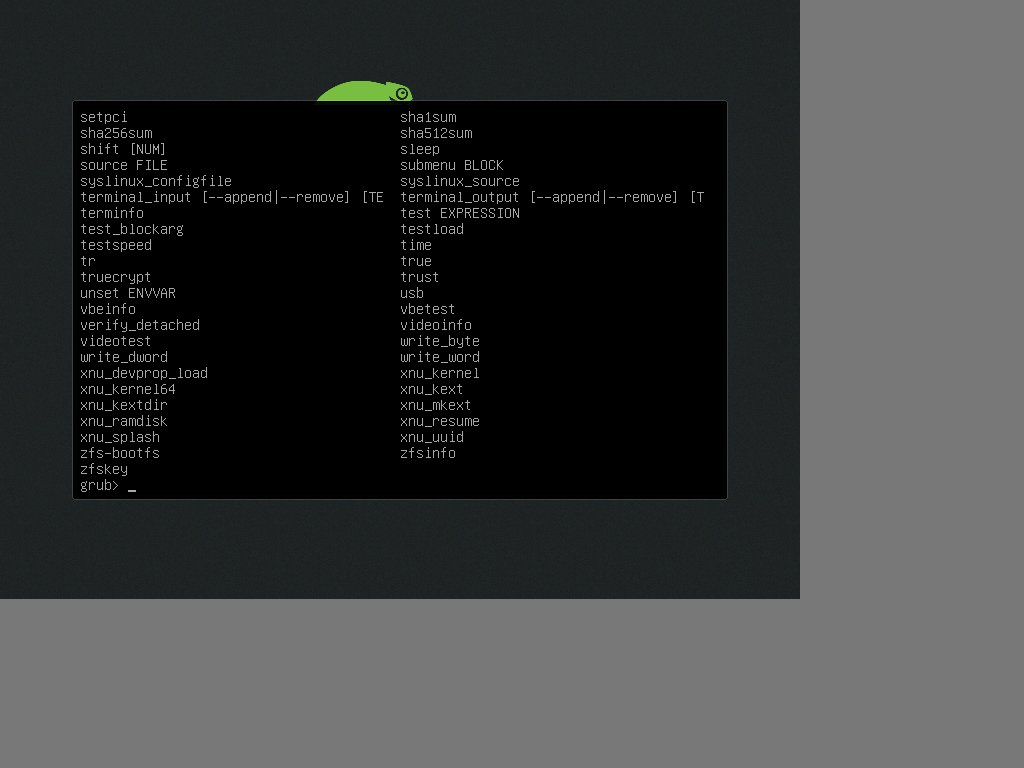 setpci sha1sum
sha256sum sha512sum
shift [NUM] sleep
source FILE submenu BLOCK
syslinux_configfile syslinux_source
terminal_input [--append|--remove] [TE terminal_output [--append|--remove] [T
terminfo test EXPRESSION
test_blockarg testload
testspeed time
tr true
truecrypt trust
unset ENVVAR usb
vbeinfo vbetest
verify_detached videoinfo
videotest write_byte
write_dword write_word
xnu_devprop_load xnu_kernel
xnu_kernel64 xnu_kext
xnu_kextdir xnu_mkext
xnu_ramdisk xnu_resume
xnu_splash xnu_uuid
zfs-bootfs zfsinfo
zfskey
grub> _